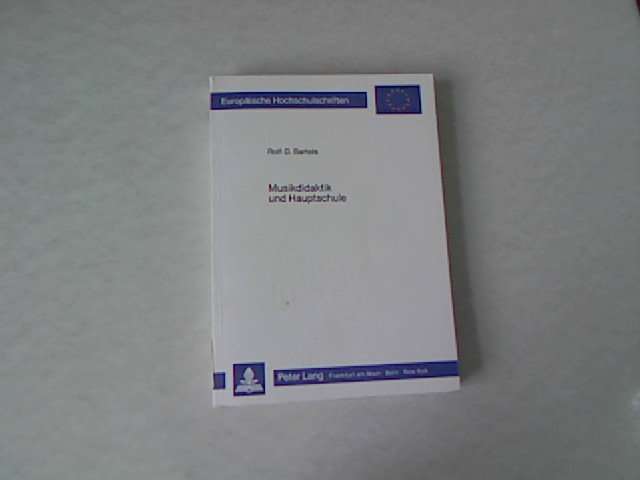 Europäische Hochschulschriften
Rolf-D. Bartels
Musikdidaktik
und Hauptschule
Peter Lang Frankfurt am Main · Bern · New York